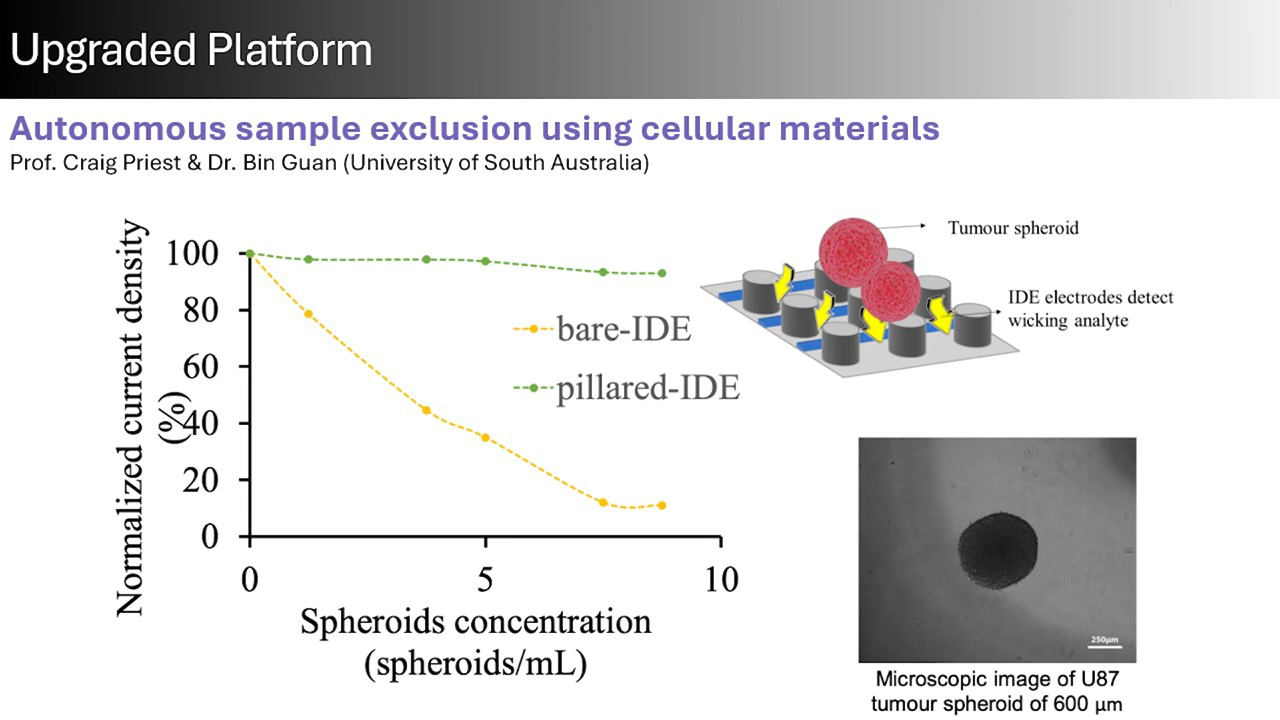 Upgraded Platform
Autonomous sample exclusion using cellular materials
Prof. Craig Priest & Dr. Bin Guan (University of South Australia)
Normalized current density
(%)
100
80
60
40
20
0
0
5
10
Spheroids concentration
(spheroids/mL)
bare-IDE
pillared-IDE
Tumour spheroid
IDE electrodes detect
wicking analyte
250μm
Microscopic image of U87
tumour spheroid of 600 μm